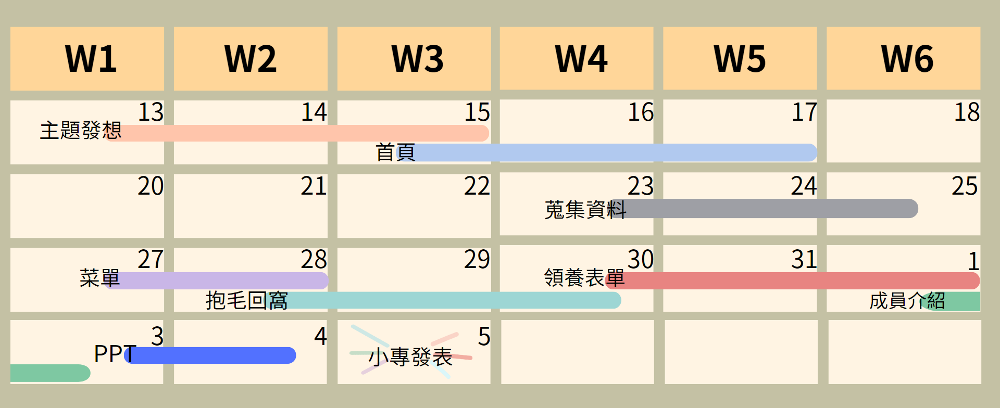 W1 W2 W3 W4 W5 W6
13 14 15 16 17 18
主題發想
首頁
20 21 22 23 24 25
蒐集資料
27 28 29 30 31 1
菜單 領養表單
抱毛回窩 成員介紹
3 4 5
PPT 小專發表